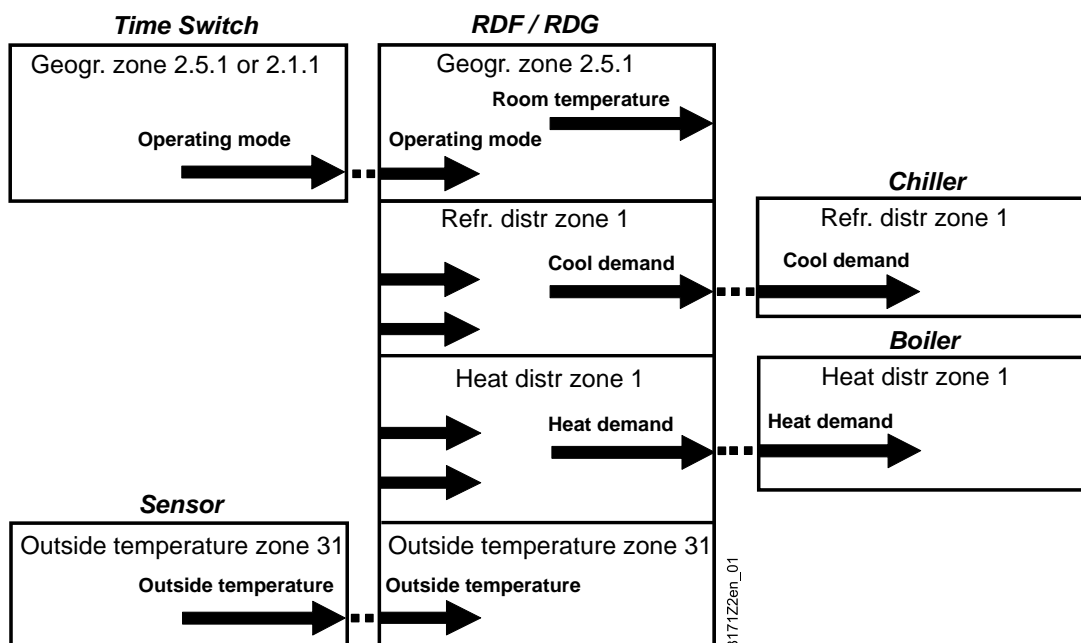 Time Switch
Geogr. zone 2.5.1 or 2.1.1
Operating mode
RDF / RDG
Geogr. zone 2.5.1
Room temperature
Operating mode
Refr. distr zone 1
Cool demand
Chiller
Refr. distr zone 1
Cool demand
Heat distr zone 1
Heat demand
Boiler
Heat distr zone 1
Heat demand
Sensor
Outside temperature zone 31
Outside temperature
Outside temperature zone 31
Outside temperature
3171Z2en_01